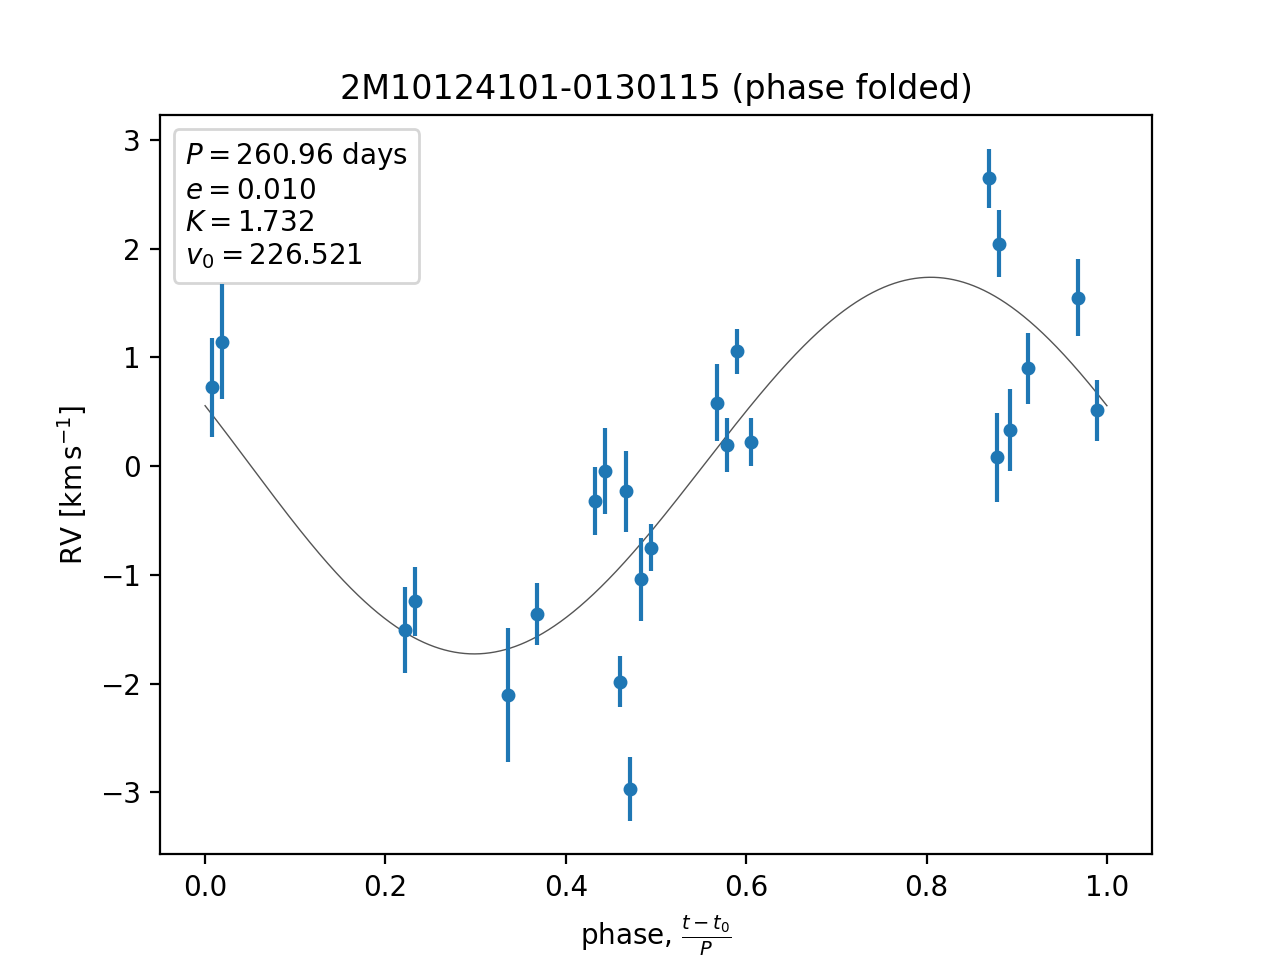 2M10124101-0130115 (phase folded)
P = 260.96 days
e = 0.010
K = 1.732
v₀ = 226.521
3
2
1
0
−1
−2
−3
RV [km s⁻¹]
0.0 0.2 0.4 0.6 0.8 1.0
phase, (t − t₀)/P